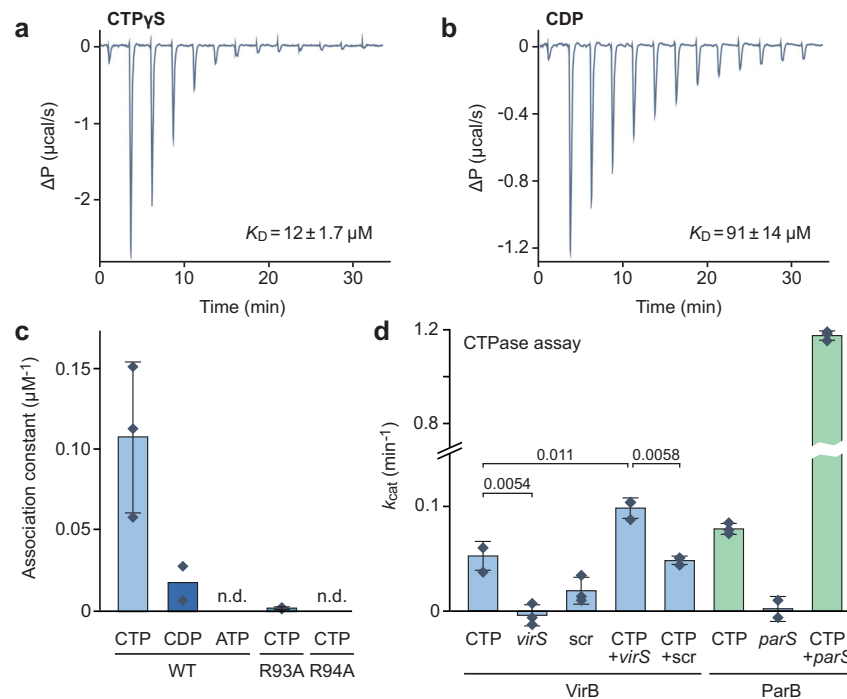 a
CTPγS
0
-1
-2
ΔP (μcal/s)
K_D = 12 ± 1.7 μM
0 10 20 30
Time (min)
b
CDP
0
-0.4
-0.8
-1.2
ΔP (μcal/s)
K_D = 91 ± 14 μM
0 10 20 30
Time (min)
c
0.15
0.10
0.05
0
Association constant (μM-1)
n.d.
n.d.
CTP CDP ATP CTP CTP
WT R93A R94A
d
CTPase assay
1.2
0.8
0.1
0
k_cat (min-1)
0.011
0.0058
0.0054
CTP virS scr CTP CTP CTP parS CTP
+virS +scr +parS
VirB ParB